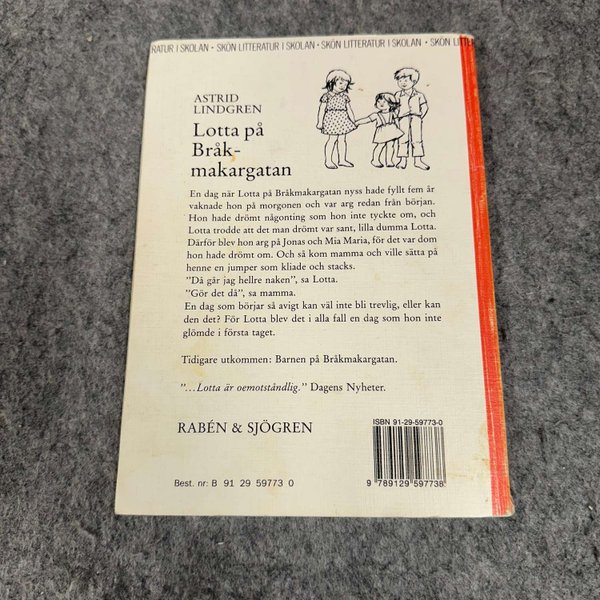 RATUR I SKOLAN · SKÖN LITTERATUR I SKOLAN · SKÖN LITTERATUR I SKOLAN · SKÖN LITTER
ASTRID
LINDGREN
Lotta på
Bråk-
makargatan
En dag när Lotta på Bråkmakargatan nyss hade fyllt fem år
vaknade hon på morgonen och var arg redan från början.
Hon hade drömt någonting som hon inte tyckte om, och
Lotta trodde att det man drömt var sant, lilla dumma Lotta.
Därför blev hon arg på Jonas och Mia Maria, för det var dom
hon hade drömt om. Och så kom mamma och ville sätta på
henne en jumper som kliade och stacks.
"Då går jag hellre naken", sa Lotta.
"Gör det då", sa mamma.
En dag som börjar så avigt kan väl inte bli trevlig, eller kan
den det? För Lotta blev det i alla fall en dag som hon inte
glömde i första taget.
Tidigare utkommen: Barnen på Bråkmakargatan.
"...Lotta är oemotståndlig." Dagens Nyheter.
RABÉN & SJÖGREN
ISBN 91-29-59773-0
Best. nr: B 91 29 59773 0
9 789129 597738